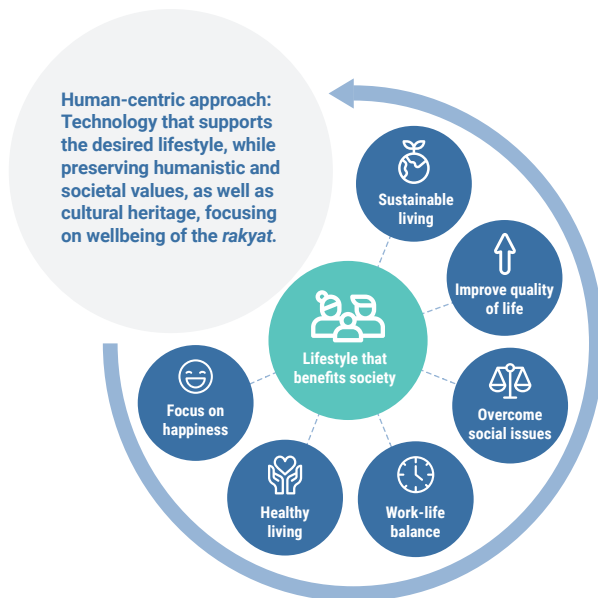 Human-centric approach:
Technology that supports
the desired lifestyle, while
preserving humanistic and
societal values, as well as
cultural heritage, focusing
on wellbeing of the rakyat.
Sustainable
living
Improve quality
of life
Lifestyle that
benefits society
Overcome
social issues
Focus on
happiness
Healthy
living
Work-life
balance